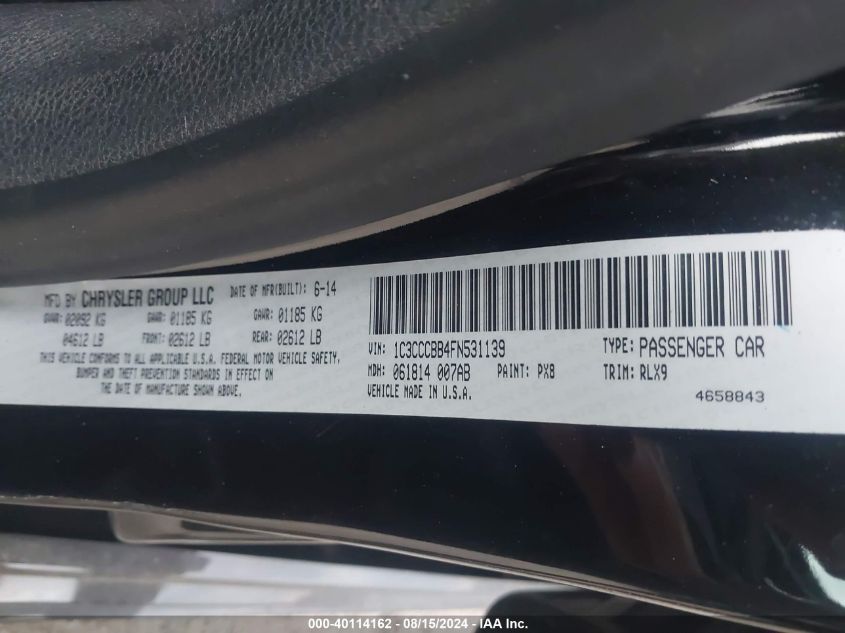 MFD BY CHRYSLER GROUP LLC DATE OF MFR(BUILT): 6-14
GVWR: 02092 KG GAWR: 01185 KG GAWR: 01185 KG
04612 LB FRONT: 02612 LB REAR: 02612 LB
THIS VEHICLE CONFORMS TO ALL APPLICABLE U.S.A. FEDERAL MOTOR VEHICLE SAFETY,
BUMPER AND THEFT PREVENTION STANDARDS IN EFFECT ON
THE DATE OF MANUFACTURE SHOWN ABOVE.
VIN: 1C3CCCBB4FN531139 TYPE: PASSENGER CAR
MDH: 061814 007AB PAINT: PX8 TRIM: RLX9
VEHICLE MADE IN U.S.A. 4658843
000-40114162 - 08/15/2024 - IAA Inc.